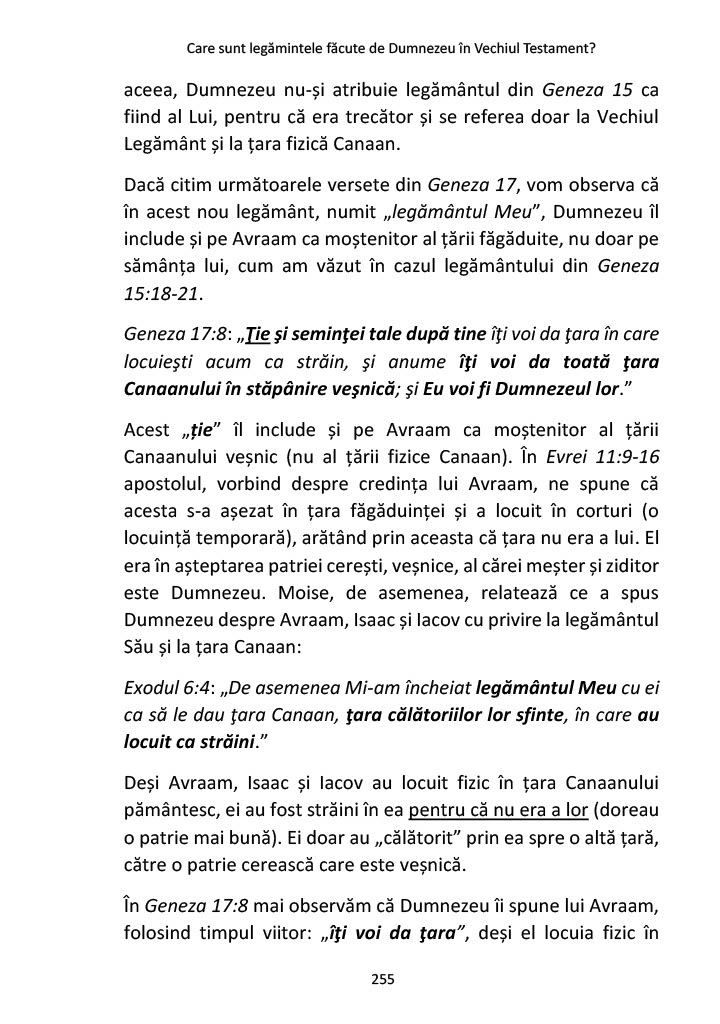 Care sunt legămintele făcute de Dumnezeu în Vechiul Testament?
aceea, Dumnezeu nu-și atribuie legământul din Geneza 15 ca
fiind al Lui, pentru că era trecător și se referea doar la Vechiul
Legământ și la țara fizică Canaan.
Dacă citim următoarele versete din Geneza 17, vom observa că
în acest nou legământ, numit „legământul Meu”, Dumnezeu îl
include și pe Avraam ca moștenitor al țării făgăduite, nu doar pe
sământa lui, cum am văzut în cazul legământului din Geneza
15:18-21.
Geneza 17:8: „Ţie şi seminţei tale după tine îţi voi da ţara în care
locuieşti acum ca străin, şi anume îţi voi da toată ţara
Canaanului în stăpânire veşnică; şi Eu voi fi Dumnezeul lor.”
Acest „ție” îl include și pe Avraam ca moștenitor al țării
Canaanului veșnic (nu al țării fizice Canaan). În Evrei 11:9-16
apostolul, vorbind despre credința lui Avraam, ne spune că
acesta s-a așezat în țara făgăduinței și a locuit în corturi (o
locuință temporară), arătând prin aceasta că țara nu era a lui. El
era în așteptarea patriei cerești, veșnice, al cărei meșter și ziditor
este Dumnezeu. Moise, de asemenea, relatează ce a spus
Dumnezeu despre Avraam, Isaac și Iacov cu privire la legământul
Său și la țara Canaan:
Exodul 6:4: „De asemenea Mi-am încheiat legământul Meu cu ei
ca să le dau ţara Canaan, ţara călătoriilor lor sfinte, în care au
locuit ca străini.”
Deși Avraam, Isaac și Iacov au locuit fizic în țara Canaanului
pământesc, ei au fost străini în ea pentru că nu era a lor (doreau
o patrie mai bună). Ei doar au „călătorit” prin ea spre o altă țară,
către o patrie cerească care este veșnică.
În Geneza 17:8 mai observăm că Dumnezeu îi spune lui Avraam,
folosind timpul viitor: „îţi voi da ţara”, deși el locuia fizic în
255